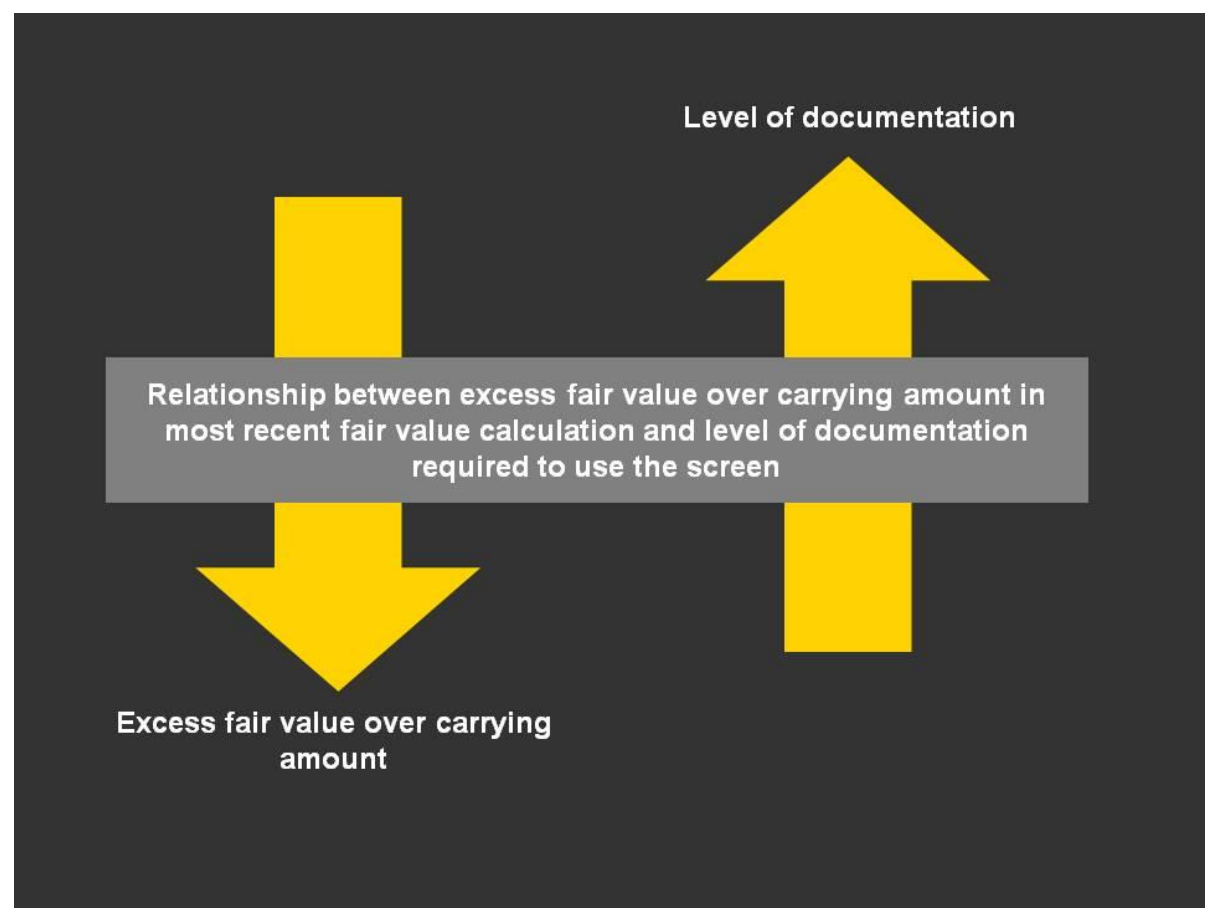 Level of documentation
Relationship between excess fair value over carrying amount in
most recent fair value calculation and level of documentation
required to use the screen
Excess fair value over carrying
amount